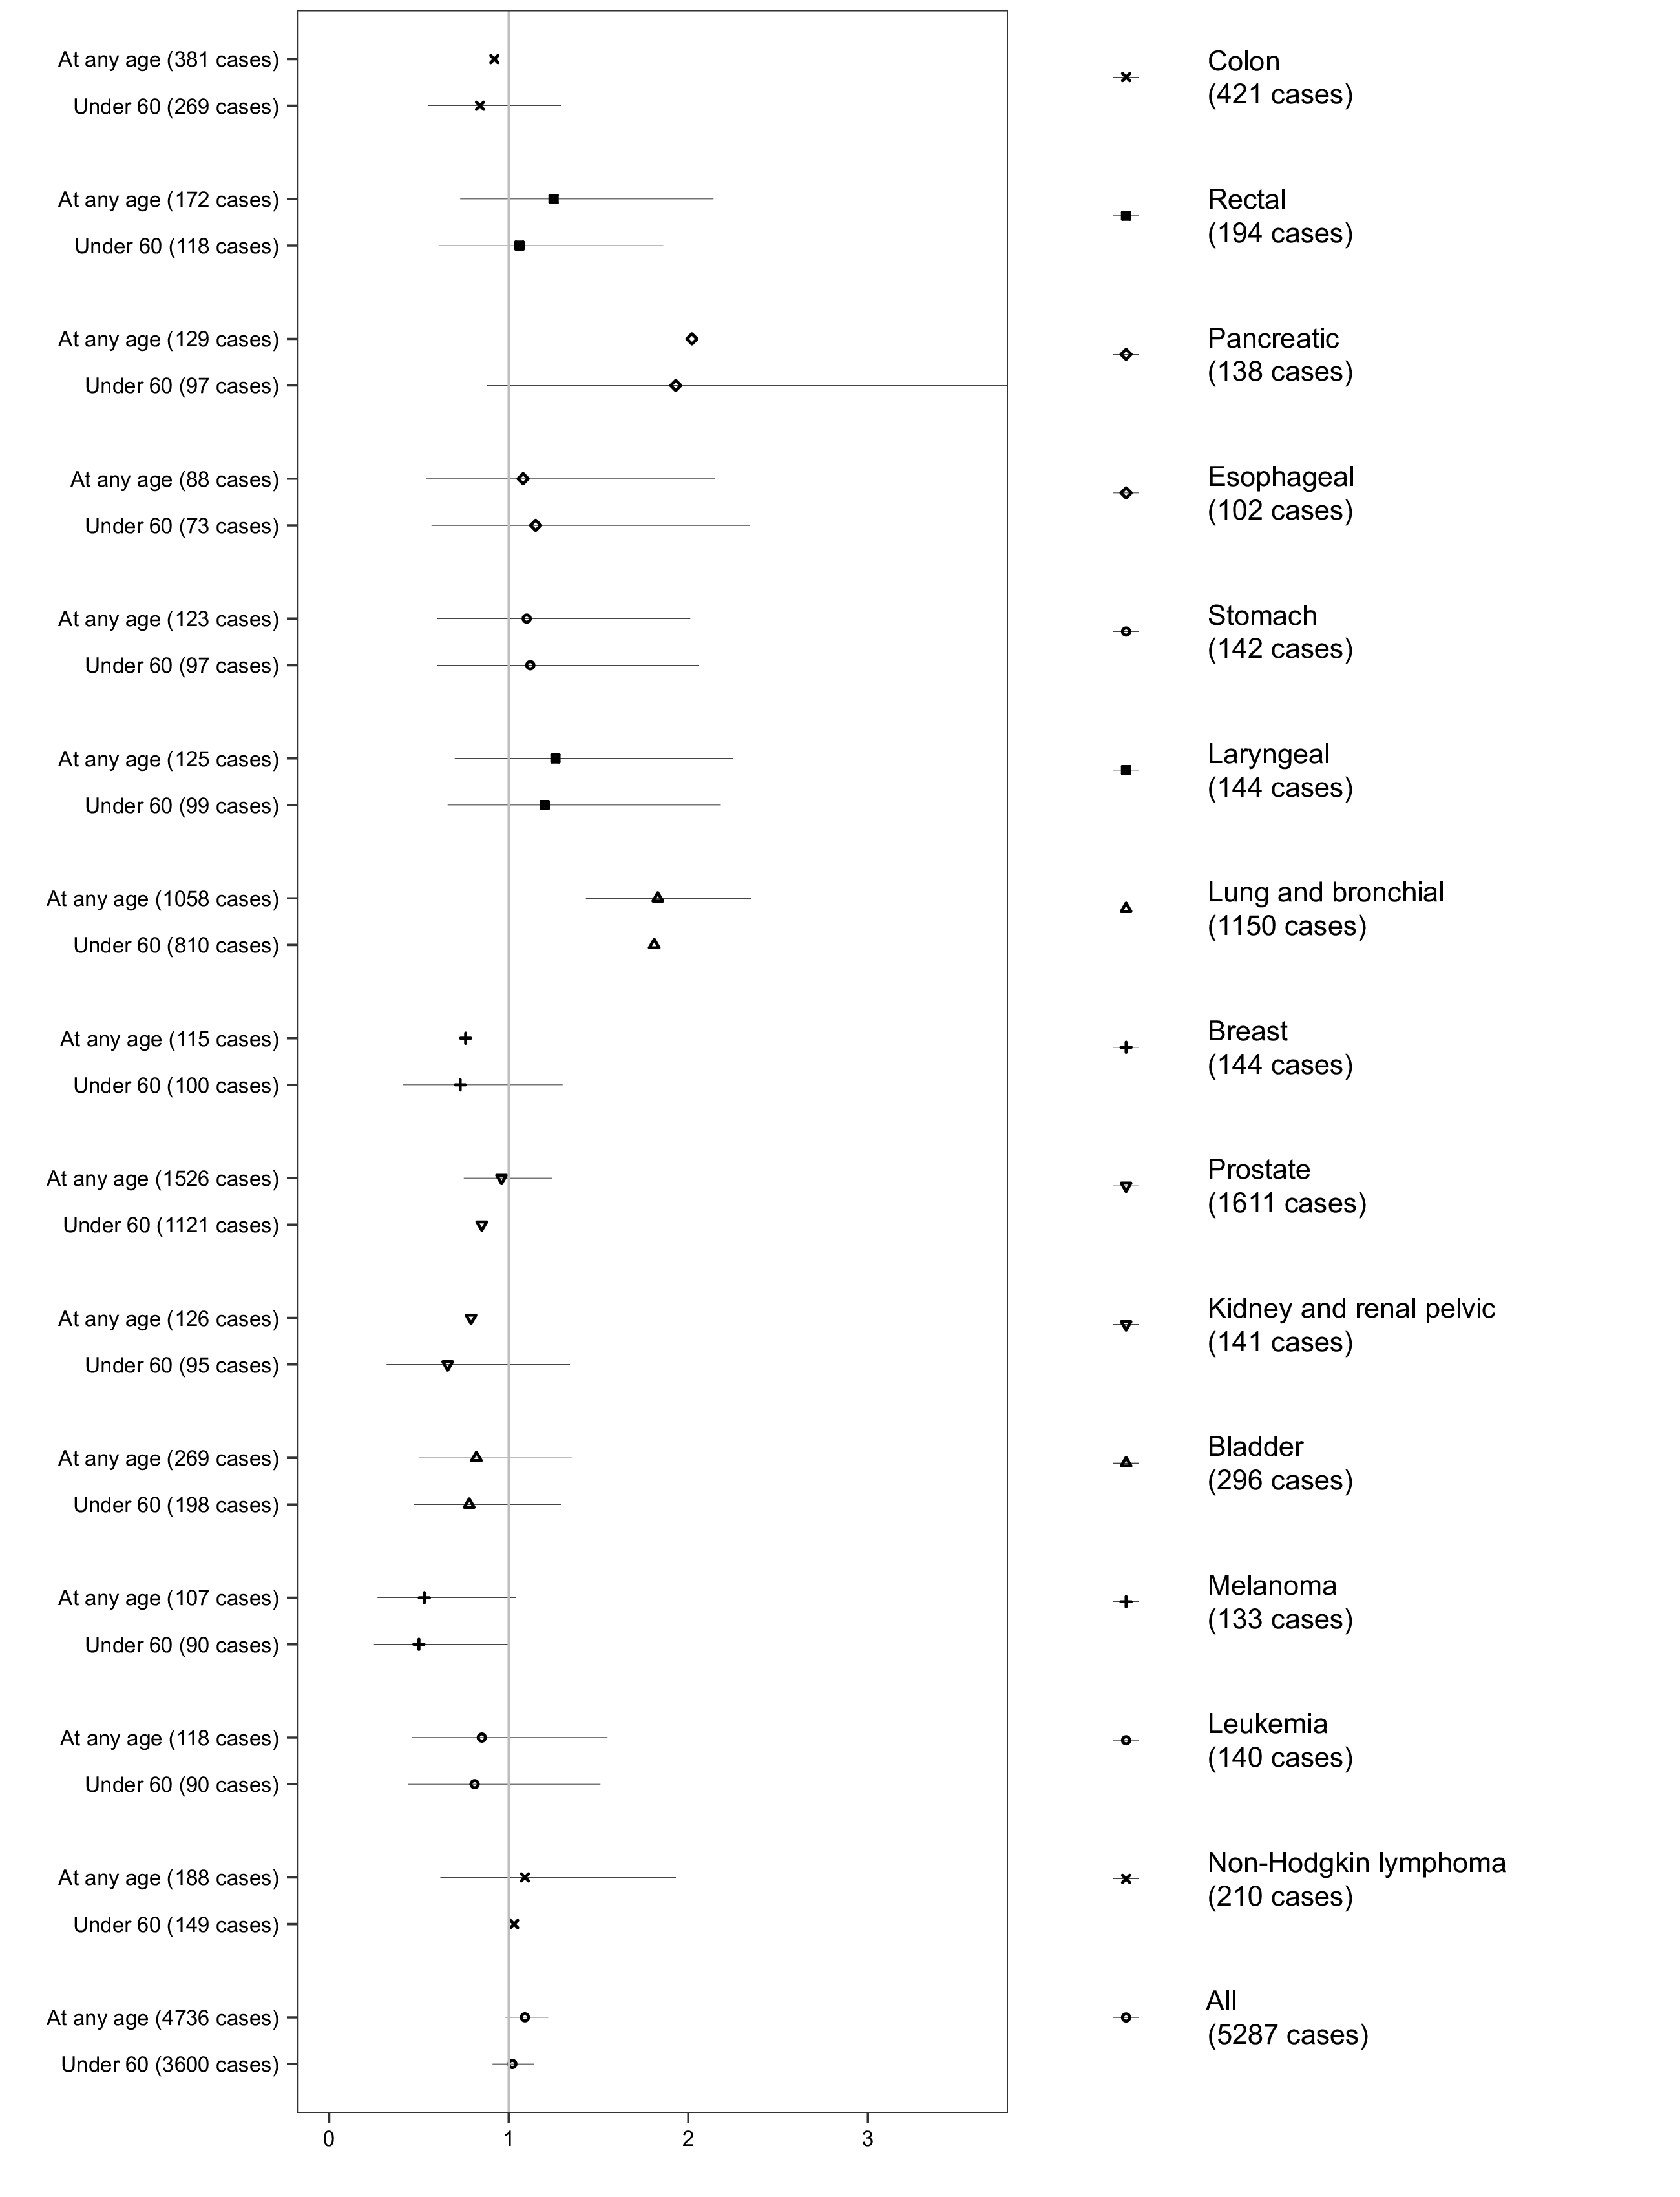 At any age (381 cases)
Under 60 (269 cases)
Colon
(421 cases)
At any age (172 cases)
Under 60 (118 cases)
Rectal
(194 cases)
At any age (129 cases)
Under 60 (97 cases)
Pancreatic
(138 cases)
At any age (88 cases)
Under 60 (73 cases)
Esophageal
(102 cases)
At any age (123 cases)
Under 60 (97 cases)
Stomach
(142 cases)
At any age (125 cases)
Under 60 (99 cases)
Laryngeal
(144 cases)
At any age (1058 cases)
Under 60 (810 cases)
Lung and bronchial
(1150 cases)
At any age (115 cases)
Under 60 (100 cases)
Breast
(144 cases)
At any age (1526 cases)
Under 60 (1121 cases)
Prostate
(1611 cases)
At any age (126 cases)
Under 60 (95 cases)
Kidney and renal pelvic
(141 cases)
At any age (269 cases)
Under 60 (198 cases)
Bladder
(296 cases)
At any age (107 cases)
Under 60 (90 cases)
Melanoma
(133 cases)
At any age (118 cases)
Under 60 (90 cases)
Leukemia
(140 cases)
At any age (188 cases)
Under 60 (149 cases)
Non-Hodgkin lymphoma
(210 cases)
At any age (4736 cases)
Under 60 (3600 cases)
All
(5287 cases)
0 1 2 3